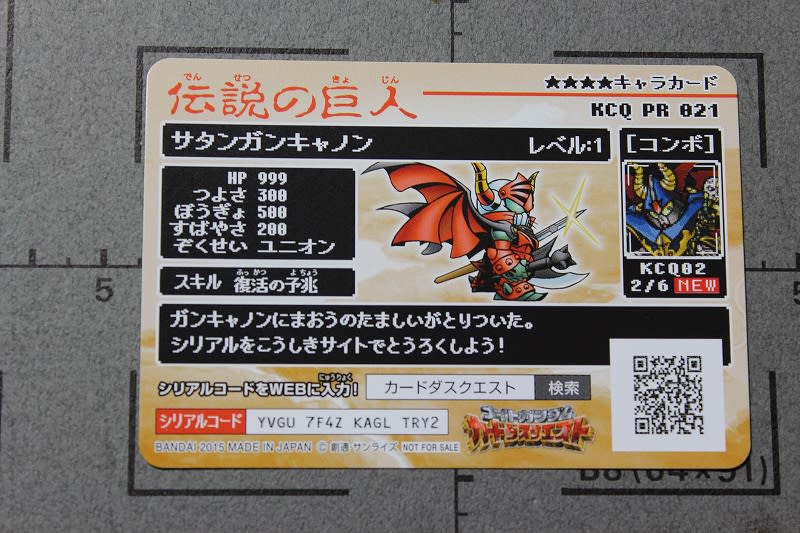 でん せつ きょ じん
伝説の巨人
★★★★キャラカード
KCQ PR 021
サタンガンキャノン レベル:1
[コンボ]
HP 999
つよさ 300
ぼうぎょ 500
すばやさ 200
ぞくせい ユニオン
KCQ02
2/6 NEW
ふっかつ よちょう
スキル 復活の予兆
ガンキャノンにまおうのたましいがとりついた。
シリアルをこうしきサイトでとうろくしよう!
にゅうりょく
シリアルコードをWEBに入力! カードダスクエスト 検索
シリアルコード YVGU 7F4Z KAGL TRY2
ナイトガンダム
カードダスクエスト
BANDAI 2015 MADE IN JAPAN © 創通・サンライズ NOT FOR SALE
5
5